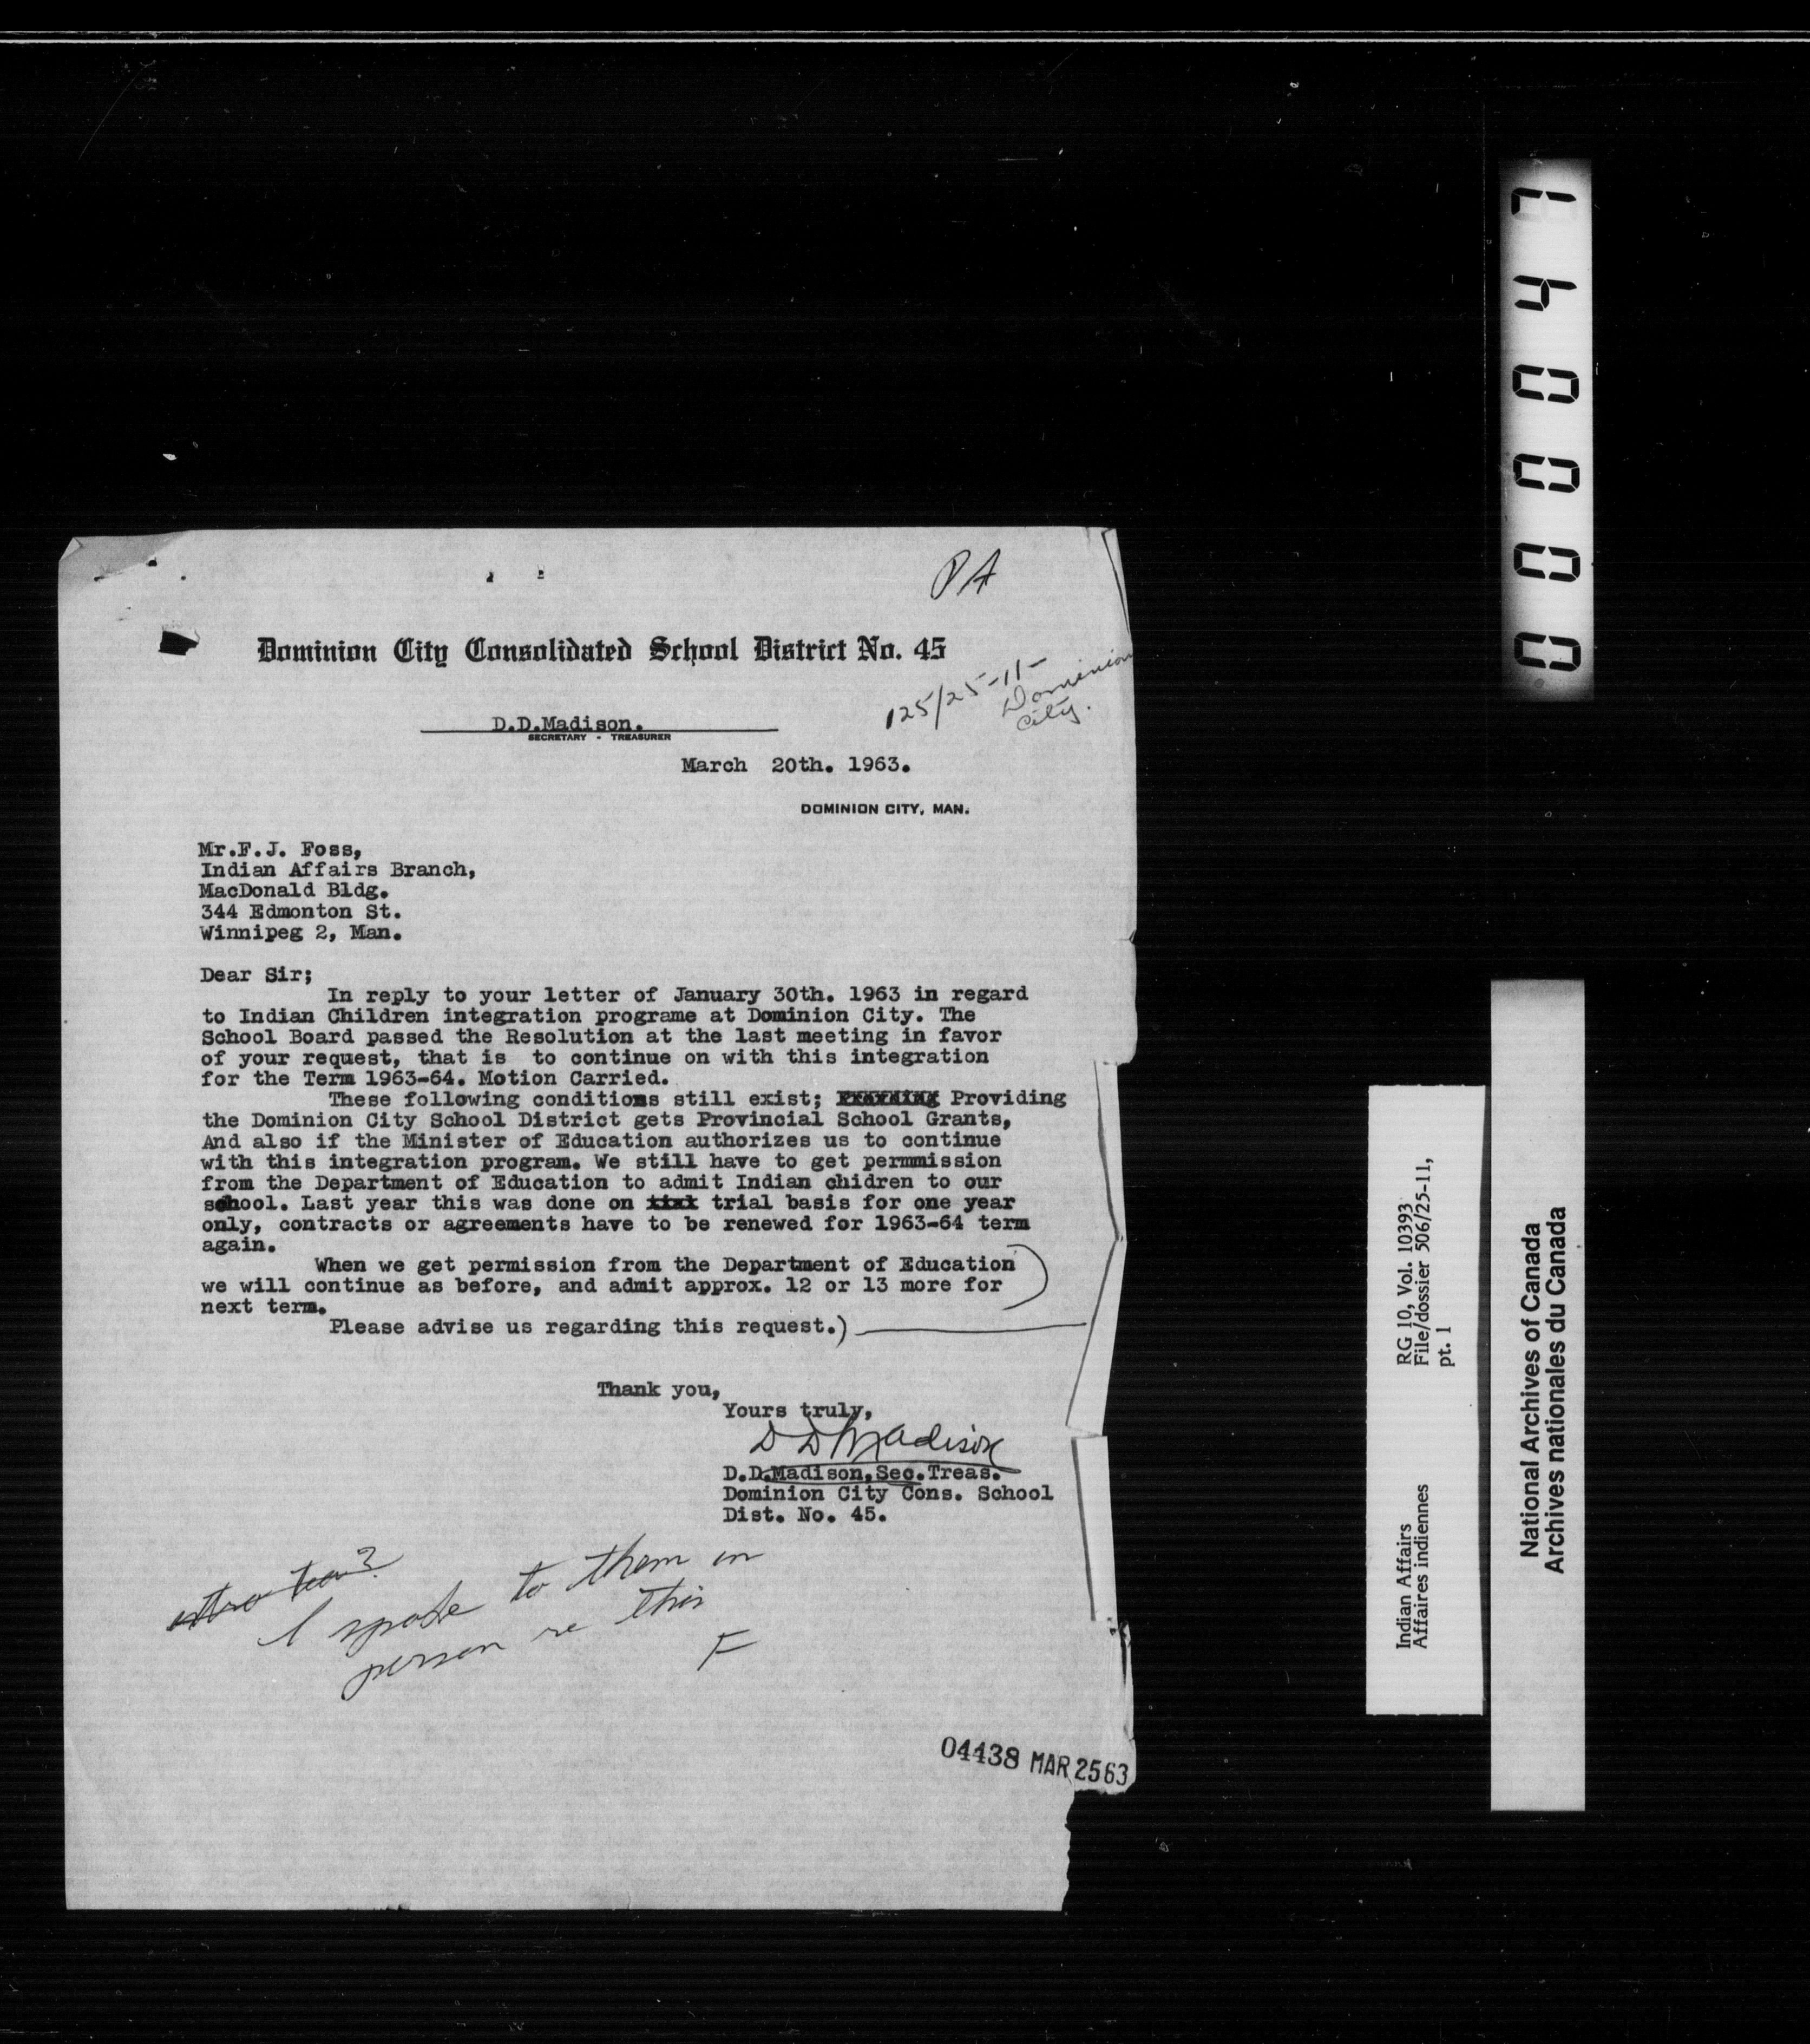 PA
Dominion City Consolidated School District No. 45
125/25-11-
Dominion
City.
D.D.Madison.
SECRETARY - TREASURER
March 20th. 1963.
DOMINION CITY, MAN.
Mr.F.J. Foss,
Indian Affairs Branch,
MacDonald Bldg.
344 Edmonton St.
Winnipeg 2, Man.
Dear Sir;
In reply to your letter of January 30th. 1963 in regard
to Indian Children integration programe at Dominion City. The
School Board passed the Resolution at the last meeting in favor
of your request, that is to continue on with this integration
for the Term 1963-64. Motion Carried.
These following conditions still exist; Providing
the Dominion City School District gets Provincial School Grants,
And also if the Minister of Education authorizes us to continue
with this integration program. We still have to get permmission
from the Department of Education to admit Indian chidren to our
school. Last year this was done on trial basis for one year
only, contracts or agreements have to be renewed for 1963-64 term
again.
When we get permission from the Department of Education
we will continue as before, and admit approx. 12 or 13 more for
next term.
Please advise us regarding this request.)
Thank you,
Yours truly,
D D Madison
D.D.Madison,Sec.Treas.
Dominion City Cons. School
Dist. No. 45.
I spoke to them in
person re this
F
04438 MAR 25 63
000047
Indian Affairs RG 10, Vol. 10393
Affaires indiennes File/dossier 506/25-11,
pt. 1
National Archives of Canada
Archives nationales du Canada